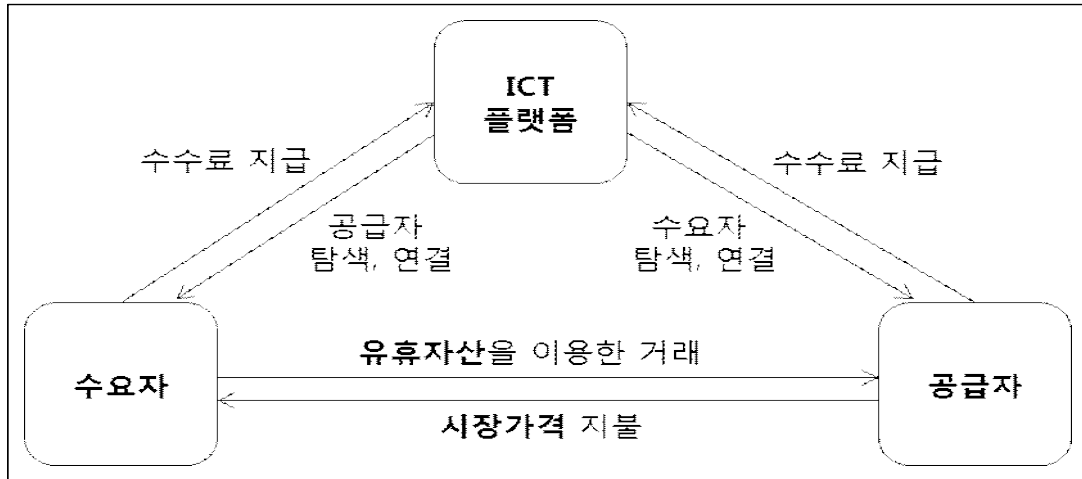 ICT
플랫폼
수수료 지급
수수료 지급
공급자
탐색, 연결
수요자
탐색, 연결
유휴자산을 이용한 거래
수요자
공급자
시장가격 지불